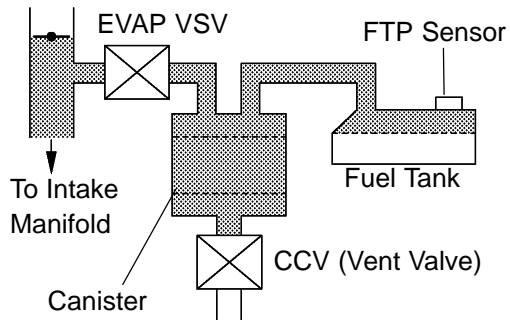 EVAP VSV
FTP Sensor
To Intake
Manifold
Fuel Tank
CCV (Vent Valve)
Canister